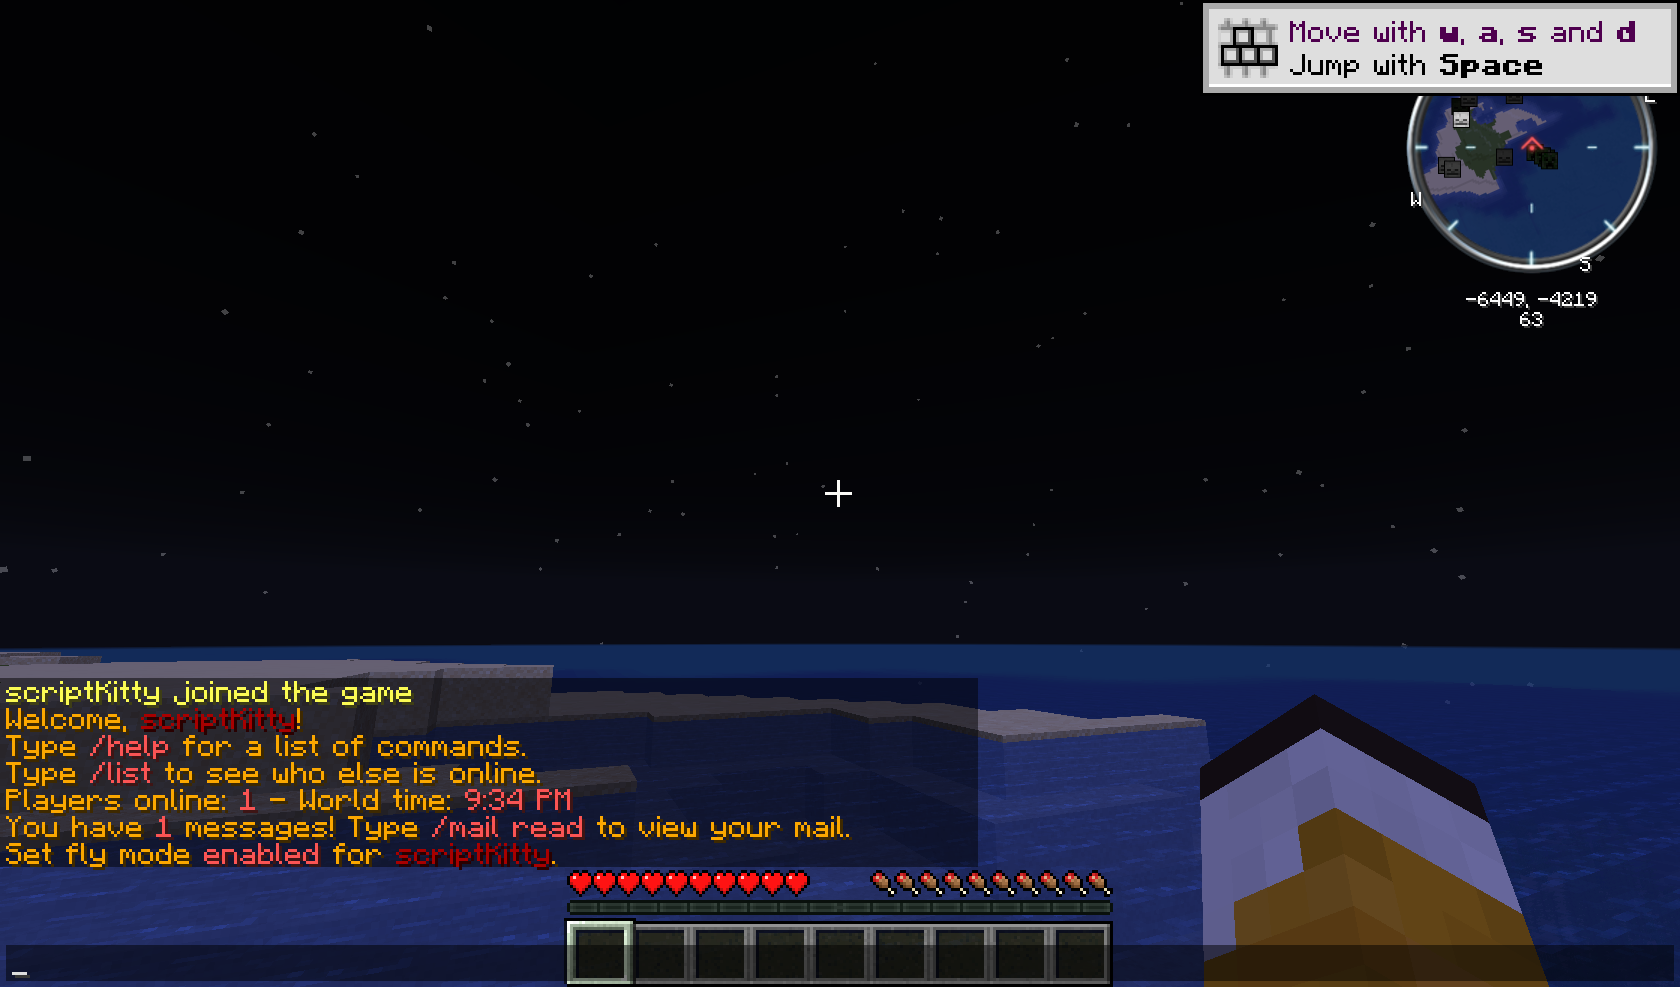 Move with w, a, s and d
Jump with Space
W
S
-6449, -4219
63
scriptKitty joined the game
Welcome, scriptKitty!
Type /help for a list of commands.
Type /list to see who else is online.
Players online: 1 - World time: 9:34 PM
You have 1 messages! Type /mail read to view your mail.
Set fly mode enabled for scriptKitty.
_